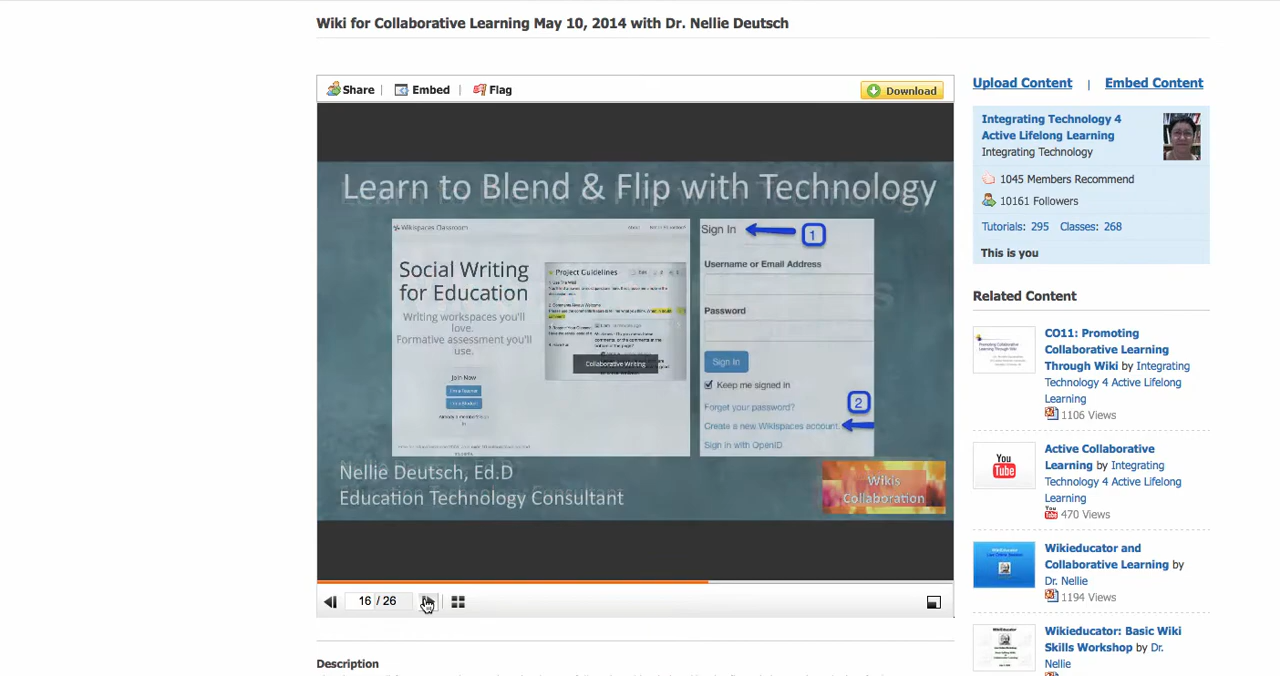 Wiki for Collaborative Learning May 10, 2014 with Dr. Nellie Deutsch
Share | Embed | Flag
Download
Learn to Blend & Flip with Technology
Wikispaces Classroom
Social Writing
for Education
Writing workspaces you'll
love.
Formative assessment you'll
use.
Join Now
Project Guidelines
Collaborative Writing
Sign In
1
Username or Email Address
Password
Sign In
Keep me signed in
2
Forget your password?
Create a new Wikispaces account.
Sign in with OpenID
Nellie Deutsch, Ed.D
Education Technology Consultant
Wikis
Collaboration
16 / 26
Description
Upload Content | Embed Content
Integrating Technology 4
Active Lifelong Learning
Integrating Technology
1045 Members Recommend
10161 Followers
Tutorials: 295 Classes: 268
This is you
Related Content
CO11: Promoting
Collaborative Learning
Through Wiki by Integrating
Technology 4 Active Lifelong
Learning
1106 Views
You
Tube
Active Collaborative
Learning by Integrating
Technology 4 Active Lifelong
Learning
470 Views
Wikieducator and
Collaborative Learning by
Dr. Nellie
1194 Views
Wikieducator: Basic Wiki
Skills Workshop by Dr.
Nellie